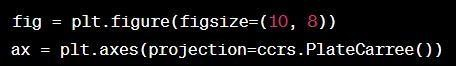 fig = plt.figure(figsize=(10, 8))
ax = plt.axes(projection=ccrs.PlateCarree())